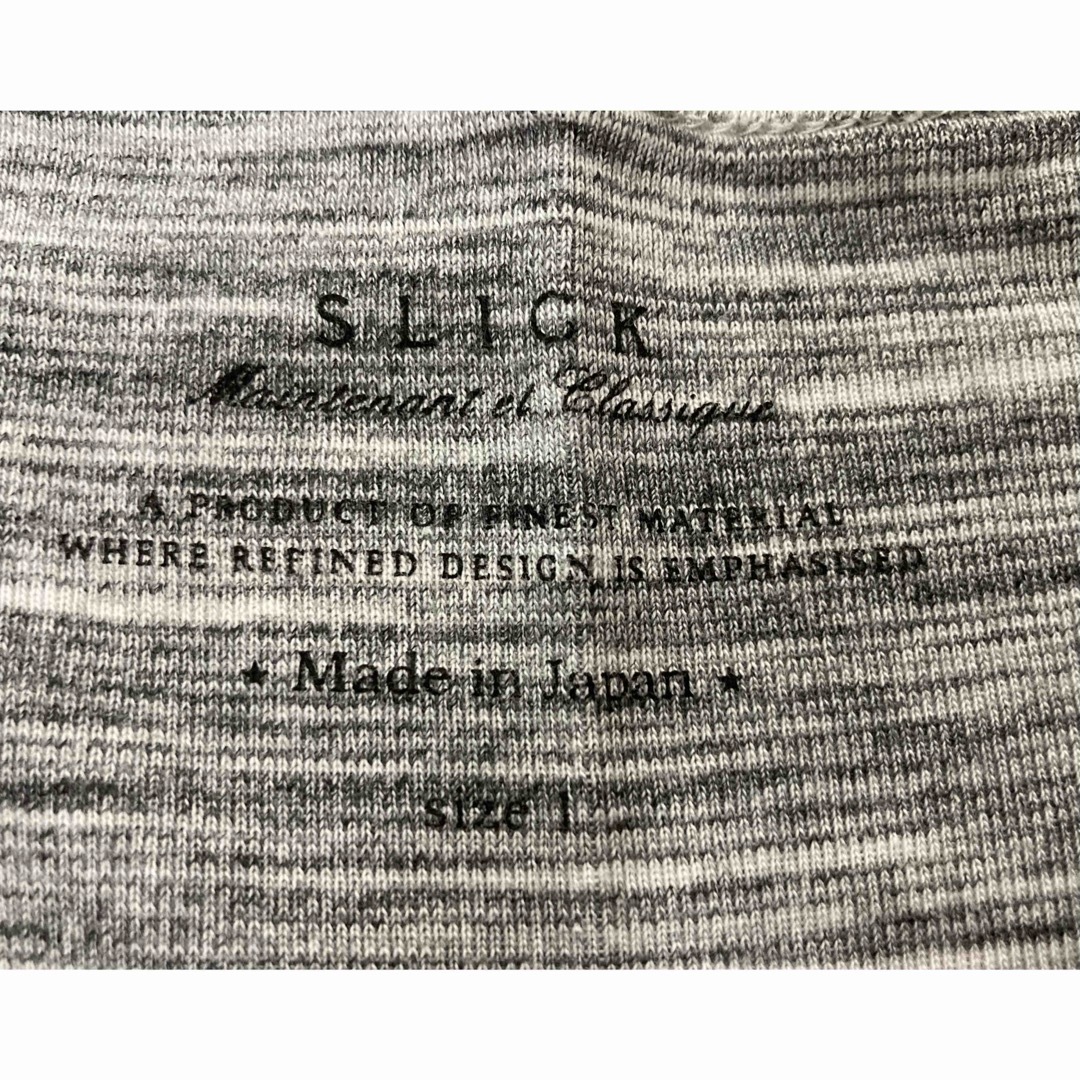 SLICK
Maintenant et Classique
A PRODUCT OF FINEST MATERIAL
WHERE REFINED DESIGN IS EMPHASISED
★ Made in Japan ★
size 1